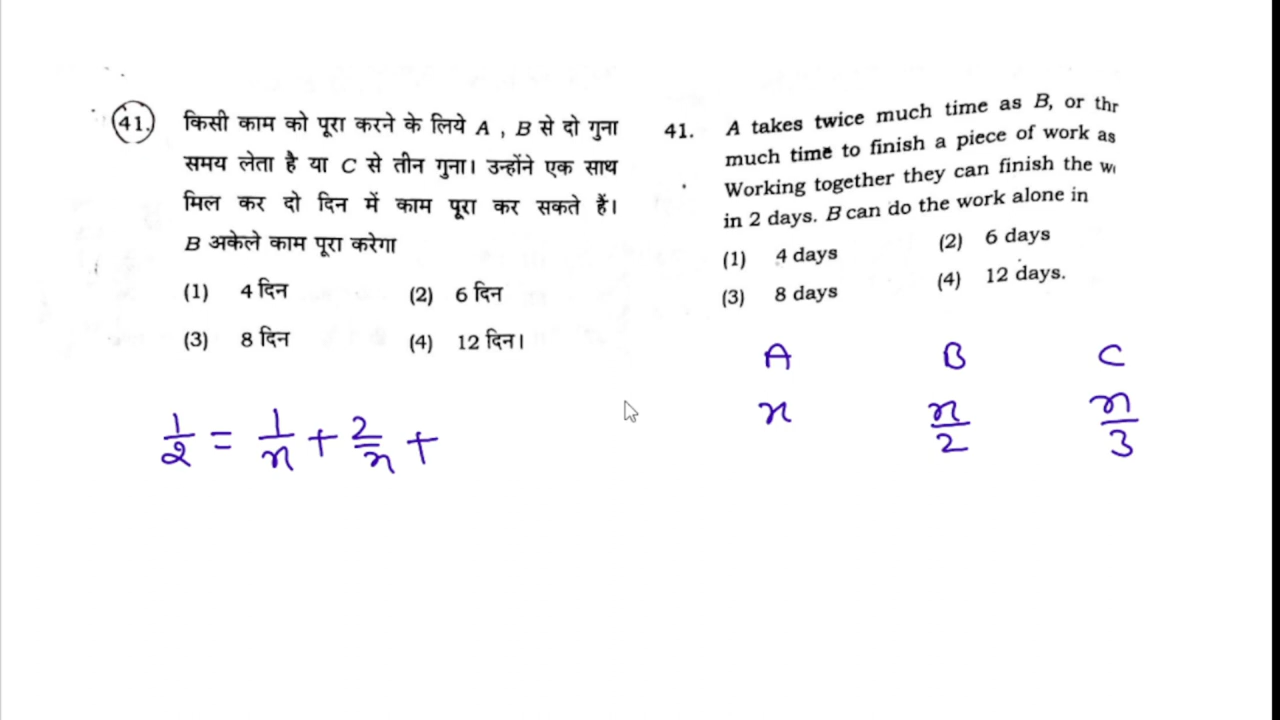 41. किसी काम को पूरा करने के लिये A , B से दो गुना
समय लेता है या C से तीन गुना। उन्होंने एक साथ
मिल कर दो दिन में काम पूरा कर सकते हैं।
B अकेले काम पूरा करेगा
(1) 4 दिन (2) 6 दिन
(3) 8 दिन (4) 12 दिन।
41. A takes twice much time as B, or thr
much time to finish a piece of work as
Working together they can finish the w
in 2 days. B can do the work alone in
(1) 4 days (2) 6 days
(3) 8 days (4) 12 days.
A B C
x x/2 x/3
1/2 = 1/x + 2/x +